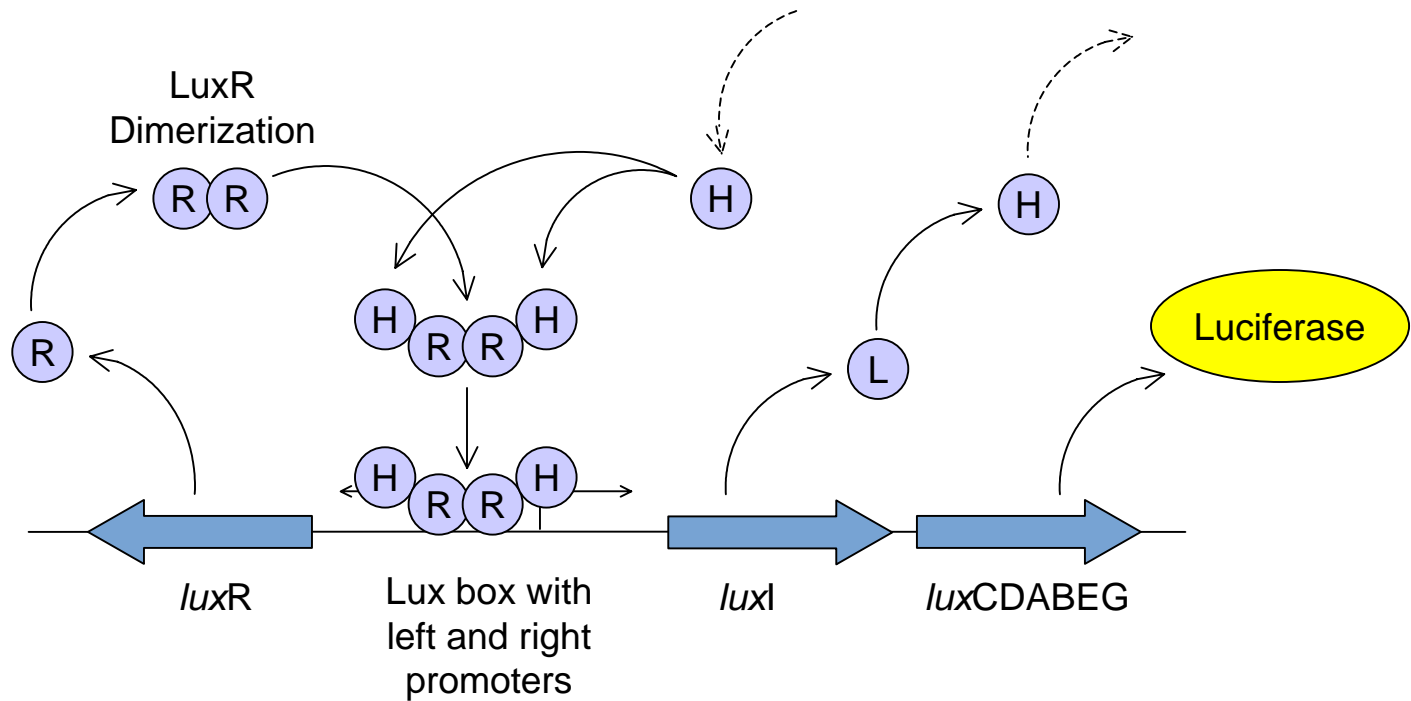 LuxR
Dimerization
R R
H
H
H
R R
H
R
L
Luciferase
H
R R
H
luxR
Lux box with
left and right
promoters
luxI
luxCDABEG